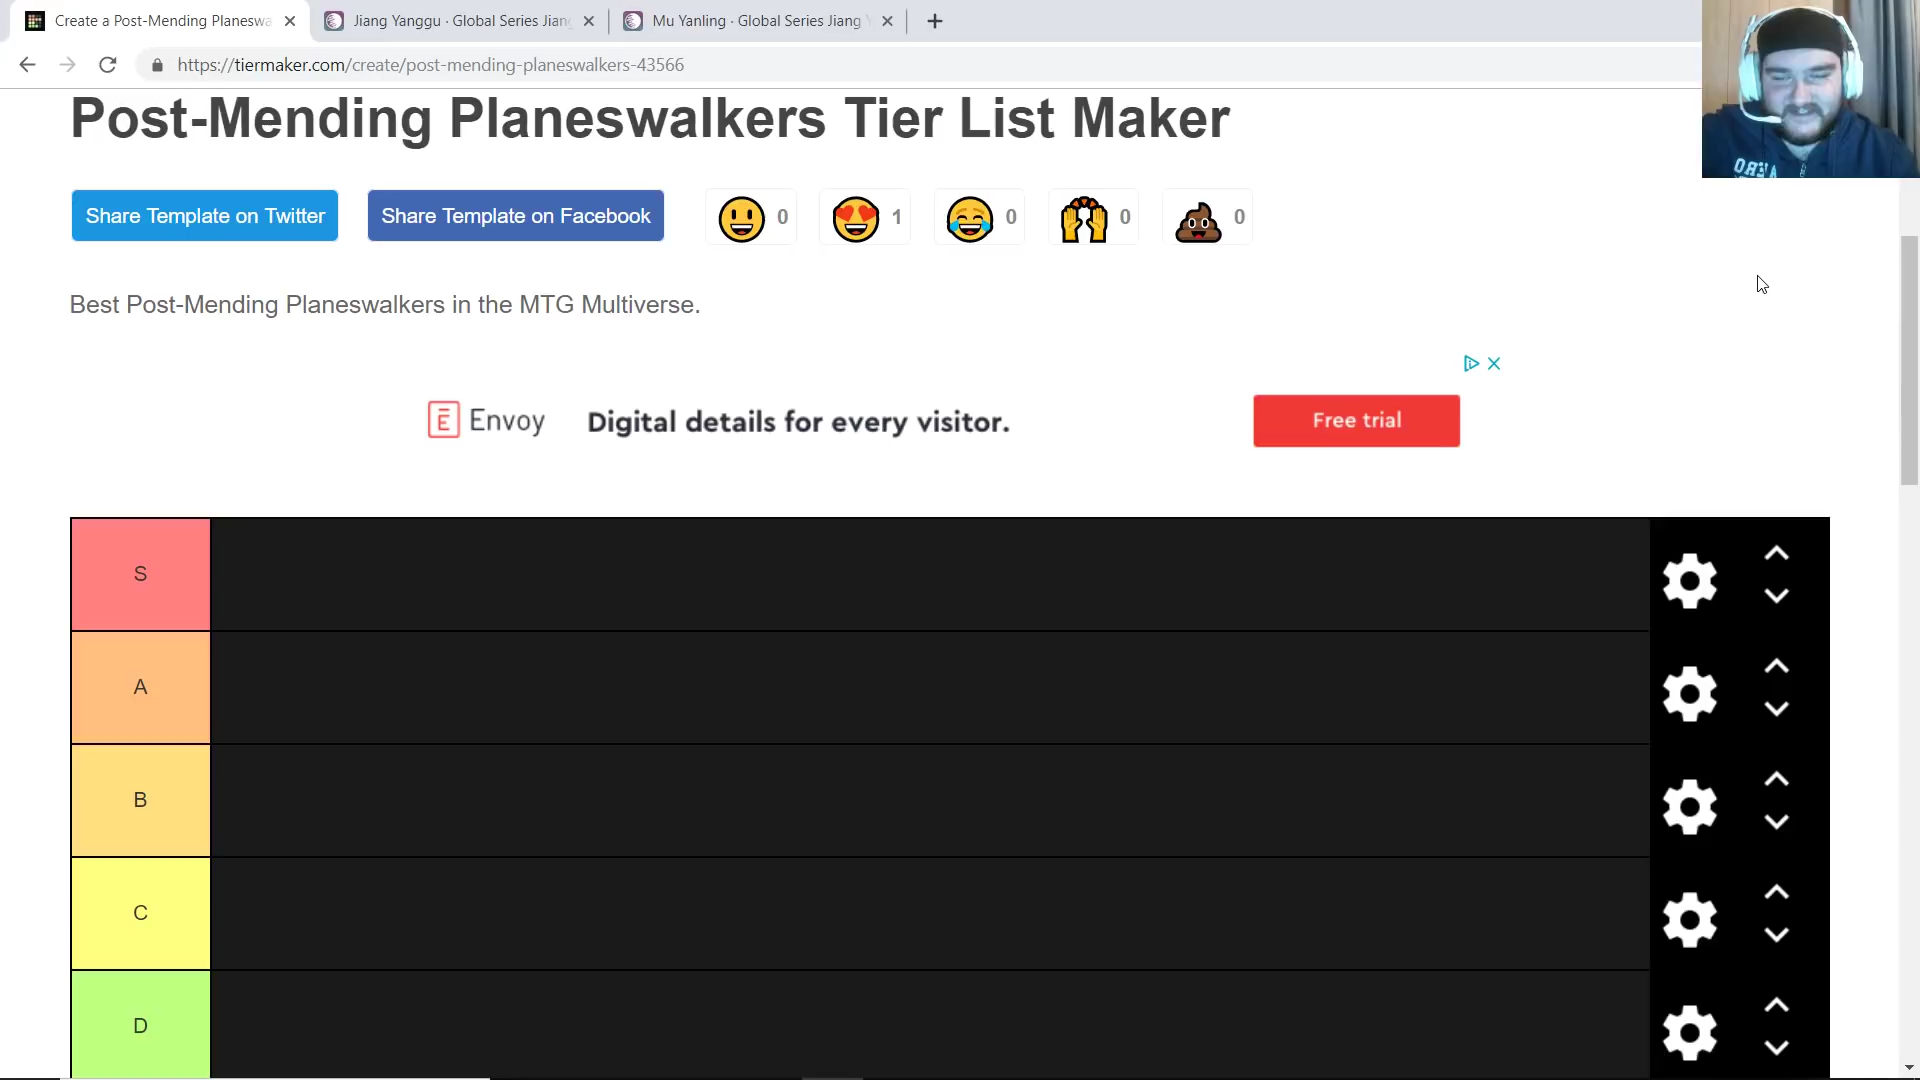 Create a Post-Mending Planeswa
Jiang Yanggu · Global Series Jiang
Mu Yanling · Global Series Jiang Y
https://tiermaker.com/create/post-mending-planeswalkers-43566
Post-Mending Planeswalkers Tier List Maker
Share Template on Twitter
Share Template on Facebook
0
1
0
0
0
Best Post-Mending Planeswalkers in the MTG Multiverse.
E Envoy
Digital details for every visitor.
Free trial
S
A
B
C
D